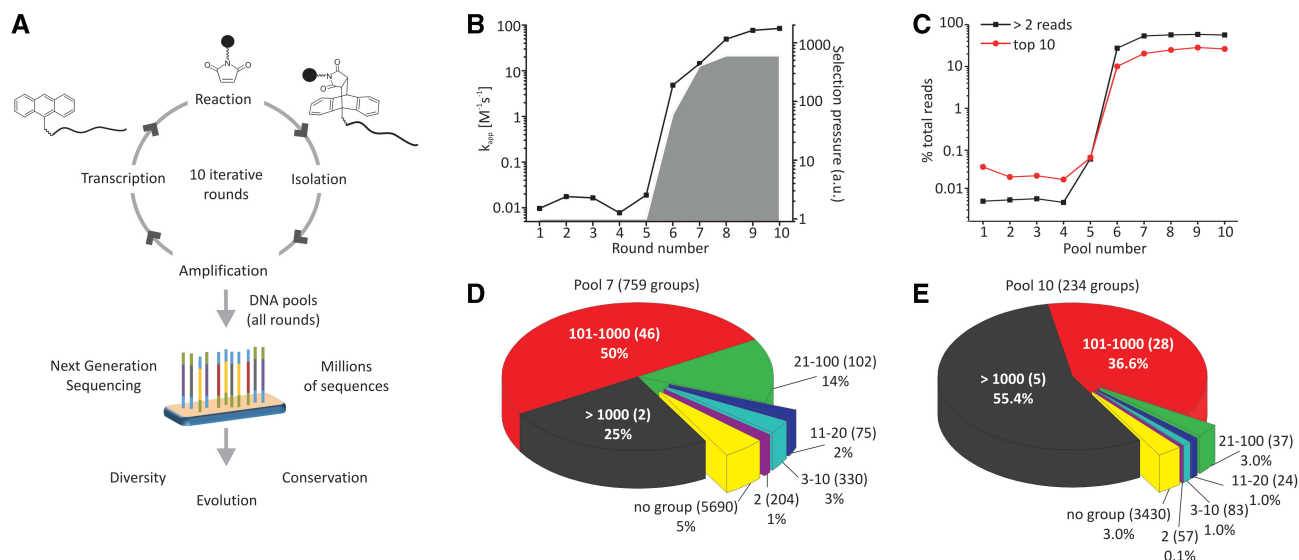 A
O
N
O
Reaction
O
N
O
Transcription
10 iterative
rounds
Isolation
Amplification
DNA pools
(all rounds)
Next Generation
Sequencing
Millions
of sequences
Diversity
Conservation
Evolution
B
100
10
1
0.1
0.01
kapp [M-1s-1]
1000
100
10
1
Selection pressure (a.u.)
1 2 3 4 5 6 7 8 9 10
Round number
C
> 2 reads
top 10
100
10
1
0.1
0.01
% total reads
1 2 3 4 5 6 7 8 9 10
Pool number
D
Pool 7 (759 groups)
101-1000 (46)
50%
21-100 (102)
14%
> 1000 (2)
25%
11-20 (75)
2%
3-10 (330)
3%
2 (204)
1%
no group (5690)
5%
E
Pool 10 (234 groups)
101-1000 (28)
36.6%
> 1000 (5)
55.4%
21-100 (37)
3.0%
11-20 (24)
1.0%
3-10 (83)
1.0%
2 (57)
0.1%
no group (3430)
3.0%